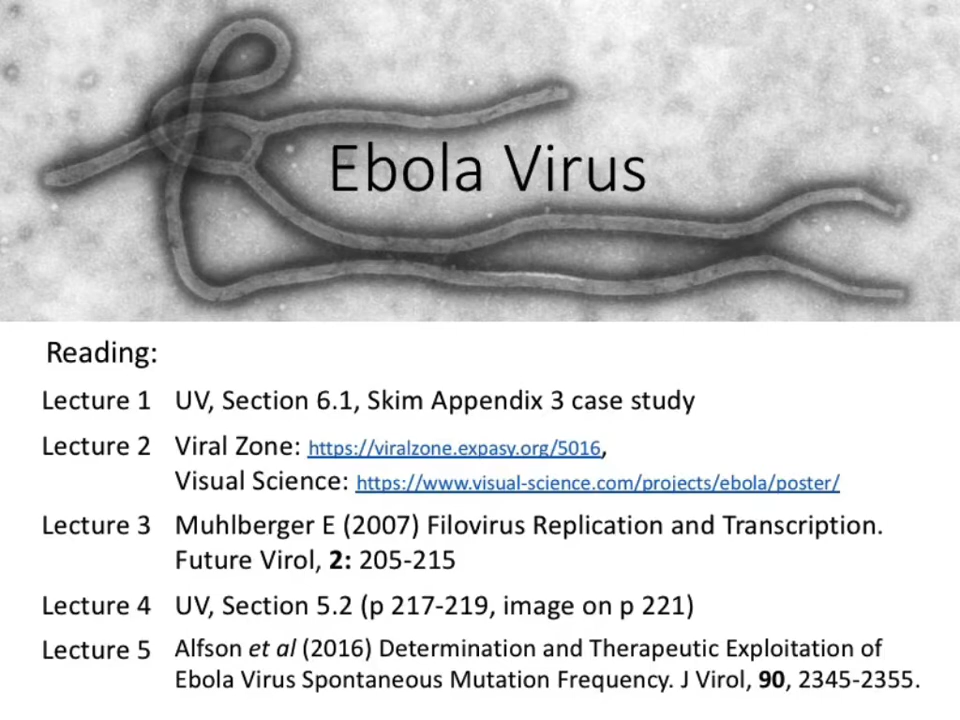 Ebola Virus
Reading:
Lecture 1 UV, Section 6.1, Skim Appendix 3 case study
Lecture 2 Viral Zone: https://viralzone.expasy.org/5016,
Visual Science: https://www.visual-science.com/projects/ebola/poster/
Lecture 3 Muhlberger E (2007) Filovirus Replication and Transcription.
Future Virol, 2: 205-215
Lecture 4 UV, Section 5.2 (p 217-219, image on p 221)
Lecture 5 Alfson et al (2016) Determination and Therapeutic Exploitation of
Ebola Virus Spontaneous Mutation Frequency. J Virol, 90, 2345-2355.